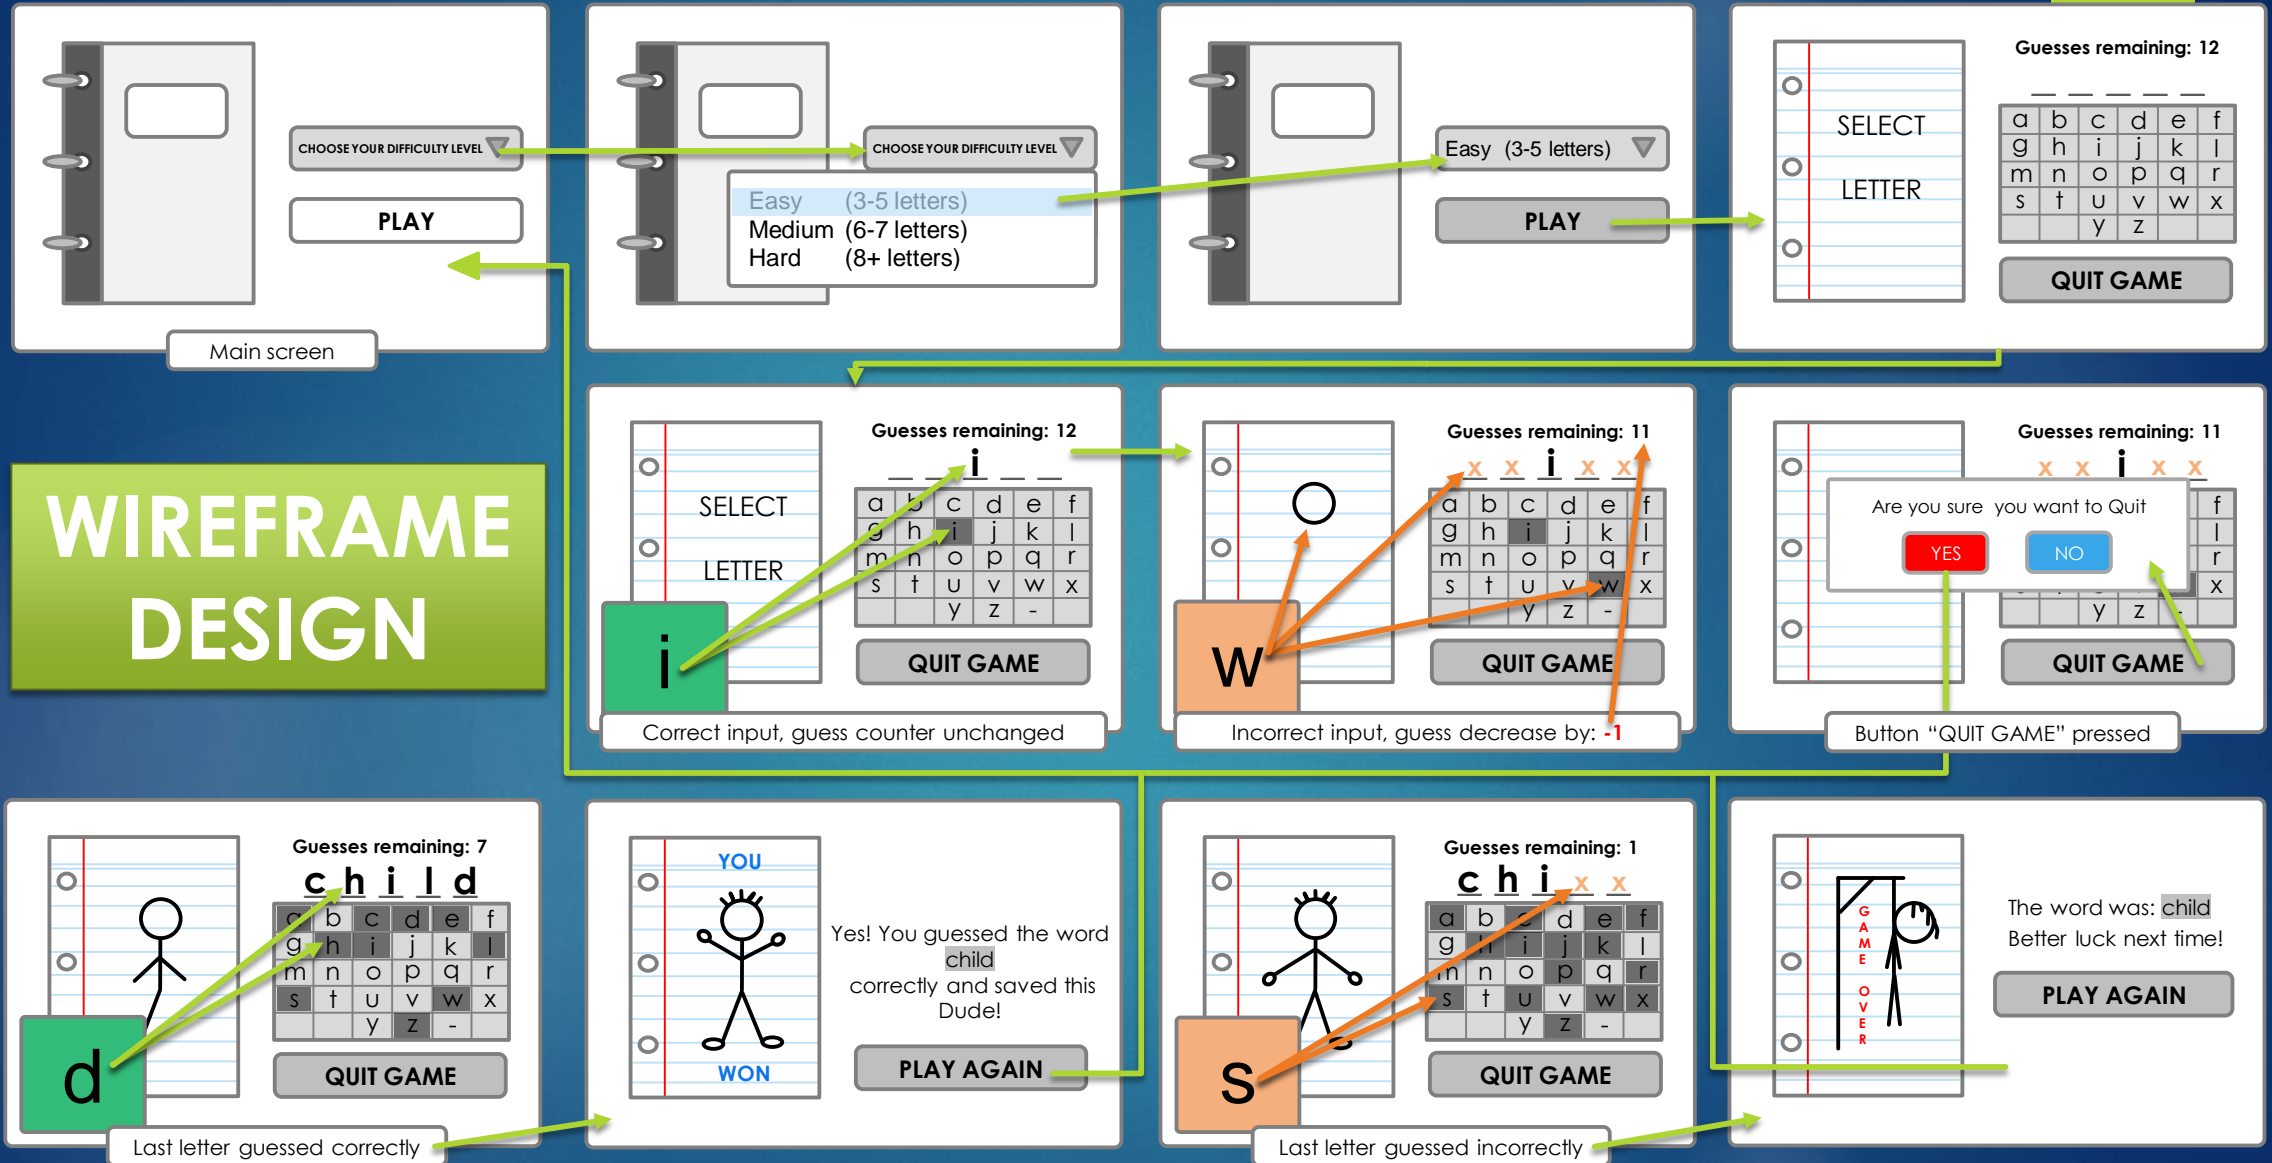 CHOOSE YOUR DIFFICULTY LEVEL
PLAY
Main screen
CHOOSE YOUR DIFFICULTY LEVEL
Easy (3-5 letters)
Medium (6-7 letters)
Hard (8+ letters)
Easy (3-5 letters)
PLAY
SELECT
LETTER
Guesses remaining: 12
_ _ _ _ _
a b c d e f
g h i j k l
m n o p q r
s t u v w x
y z
QUIT GAME
WIREFRAME
DESIGN
SELECT
LETTER
i
Guesses remaining: 12
_ _ i _ _
a b c d e f
g h i j k l
m n o p q r
s t u v w x
y z -
QUIT GAME
Correct input, guess counter unchanged
w
Guesses remaining: 11
x x i x x
a b c d e f
g h i j k l
m n o p q r
s t u v w x
y z -
QUIT GAME
Incorrect input, guess decrease by: -1
Guesses remaining: 11
x x i x x
Are you sure you want to Quit
YES NO
f
l
r
x
y z -
QUIT GAME
Button “QUIT GAME” pressed
d
Guesses remaining: 7
c h i l d
a b c d e f
g h i j k l
m n o p q r
s t u v w x
y z -
QUIT GAME
Last letter guessed correctly
YOU
WON
Yes! You guessed the word
child
correctly and saved this
Dude!
PLAY AGAIN
s
Guesses remaining: 1
c h i x x
a b c d e f
g h i j k l
m n o p q r
s t u v w x
y z -
QUIT GAME
Last letter guessed incorrectly
GAME OVER
The word was: child
Better luck next time!
PLAY AGAIN